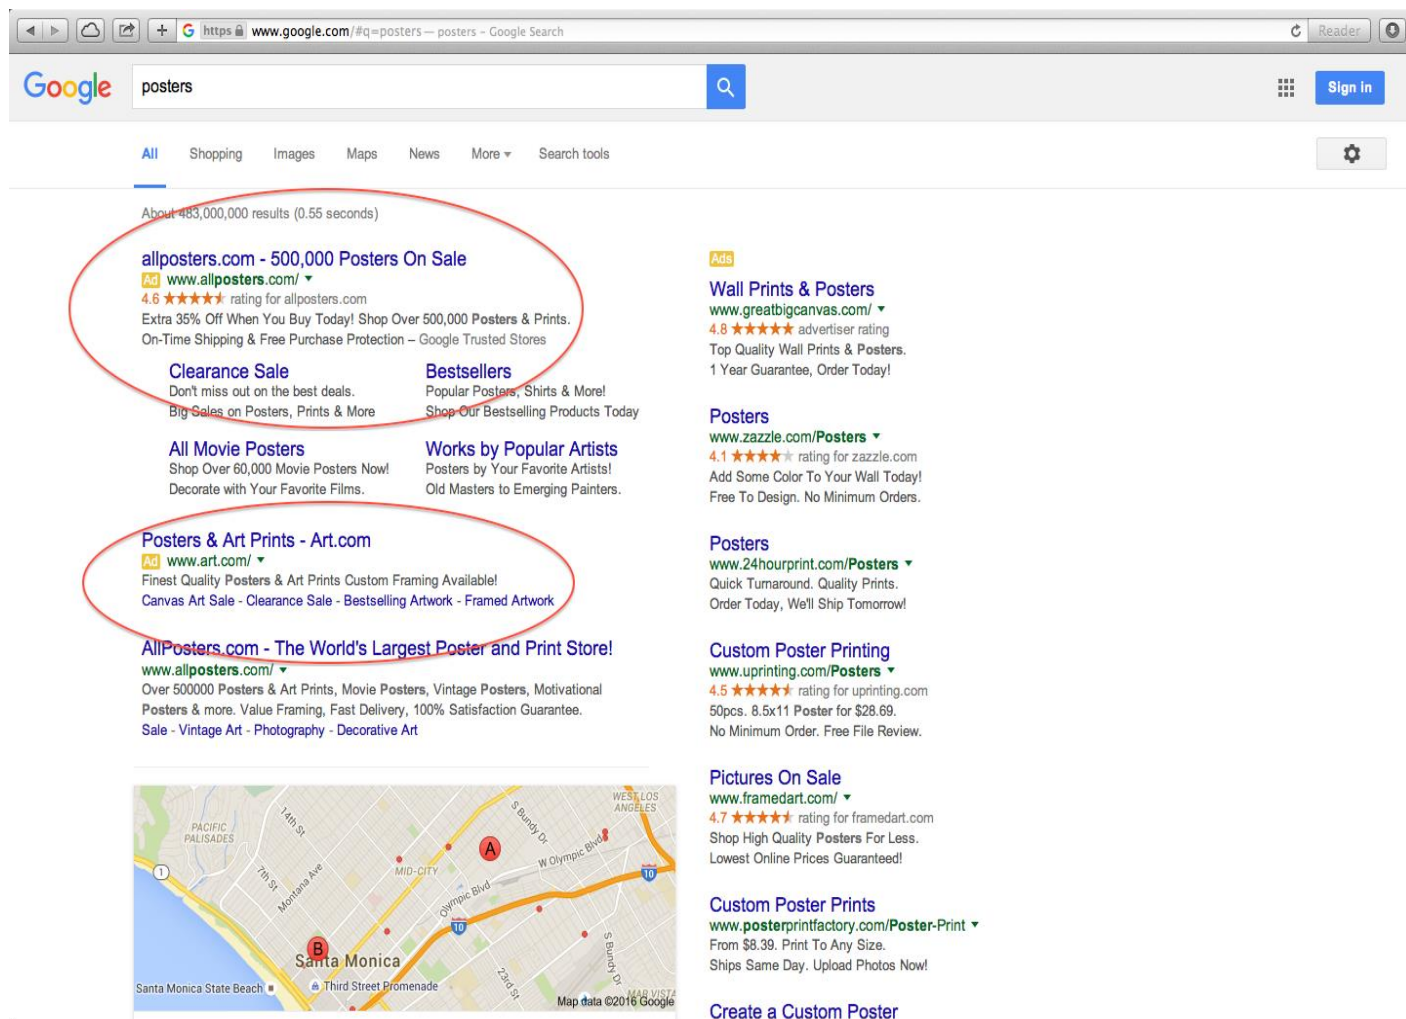 https www.google.com/#q=posters — posters – Google Search
Reader
Google
posters
Sign in
All Shopping Images Maps News More Search tools
About 483,000,000 results (0.55 seconds)
allposters.com - 500,000 Posters On Sale
Ad www.allposters.com/
4.6 ★★★★★ rating for allposters.com
Extra 35% Off When You Buy Today! Shop Over 500,000 Posters & Prints.
On-Time Shipping & Free Purchase Protection – Google Trusted Stores
Clearance Sale
Don't miss out on the best deals.
Big Sales on Posters, Prints & More
Bestsellers
Popular Posters, Shirts & More!
Shop Our Bestselling Products Today
All Movie Posters
Shop Over 60,000 Movie Posters Now!
Decorate with Your Favorite Films.
Works by Popular Artists
Posters by Your Favorite Artists!
Old Masters to Emerging Painters.
Posters & Art Prints - Art.com
Ad www.art.com/
Finest Quality Posters & Art Prints Custom Framing Available!
Canvas Art Sale - Clearance Sale - Bestselling Artwork - Framed Artwork
AllPosters.com - The World's Largest Poster and Print Store!
www.allposters.com/
Over 500000 Posters & Art Prints, Movie Posters, Vintage Posters, Motivational
Posters & more. Value Framing, Fast Delivery, 100% Satisfaction Guarantee.
Sale - Vintage Art - Photography - Decorative Art
PACIFIC
PALISADES
14th St
7th St
Montana Ave
MID-CITY
S Bundy Dr
WEST LOS
ANGELES
W Olympic Blvd
Olympic Blvd
1
10
10
A
B
Santa Monica
Third Street Promenade
Santa Monica State Beach
23rd St
S Bundy Dr
MAR VISTA
Map data ©2016 Google
Ads
Wall Prints & Posters
www.greatbigcanvas.com/
4.8 ★★★★★ advertiser rating
Top Quality Wall Prints & Posters.
1 Year Guarantee, Order Today!
Posters
www.zazzle.com/Posters
4.1 ★★★★★ rating for zazzle.com
Add Some Color To Your Wall Today!
Free To Design. No Minimum Orders.
Posters
www.24hourprint.com/Posters
Quick Turnaround. Quality Prints.
Order Today, We'll Ship Tomorrow!
Custom Poster Printing
www.uprinting.com/Posters
4.5 ★★★★★ rating for uprinting.com
50pcs. 8.5x11 Poster for $28.69.
No Minimum Order. Free File Review.
Pictures On Sale
www.framedart.com/
4.7 ★★★★★ rating for framedart.com
Shop High Quality Posters For Less.
Lowest Online Prices Guaranteed!
Custom Poster Prints
www.posterprintfactory.com/Poster-Print
From $8.39. Print To Any Size.
Ships Same Day. Upload Photos Now!
Create a Custom Poster